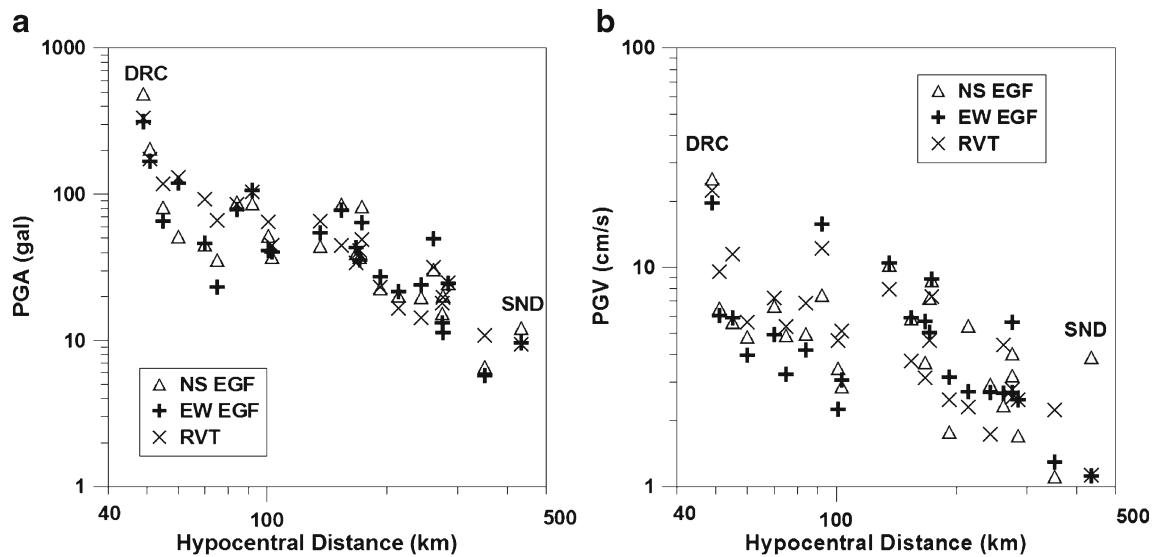 a
1000
100
10
1
PGA (gal)
DRC
SND
NS EGF
EW EGF
RVT
40
100
500
Hypocentral Distance (km)
b
100
10
1
PGV (cm/s)
DRC
SND
NS EGF
EW EGF
RVT
40
100
500
Hypocentral Distance (km)